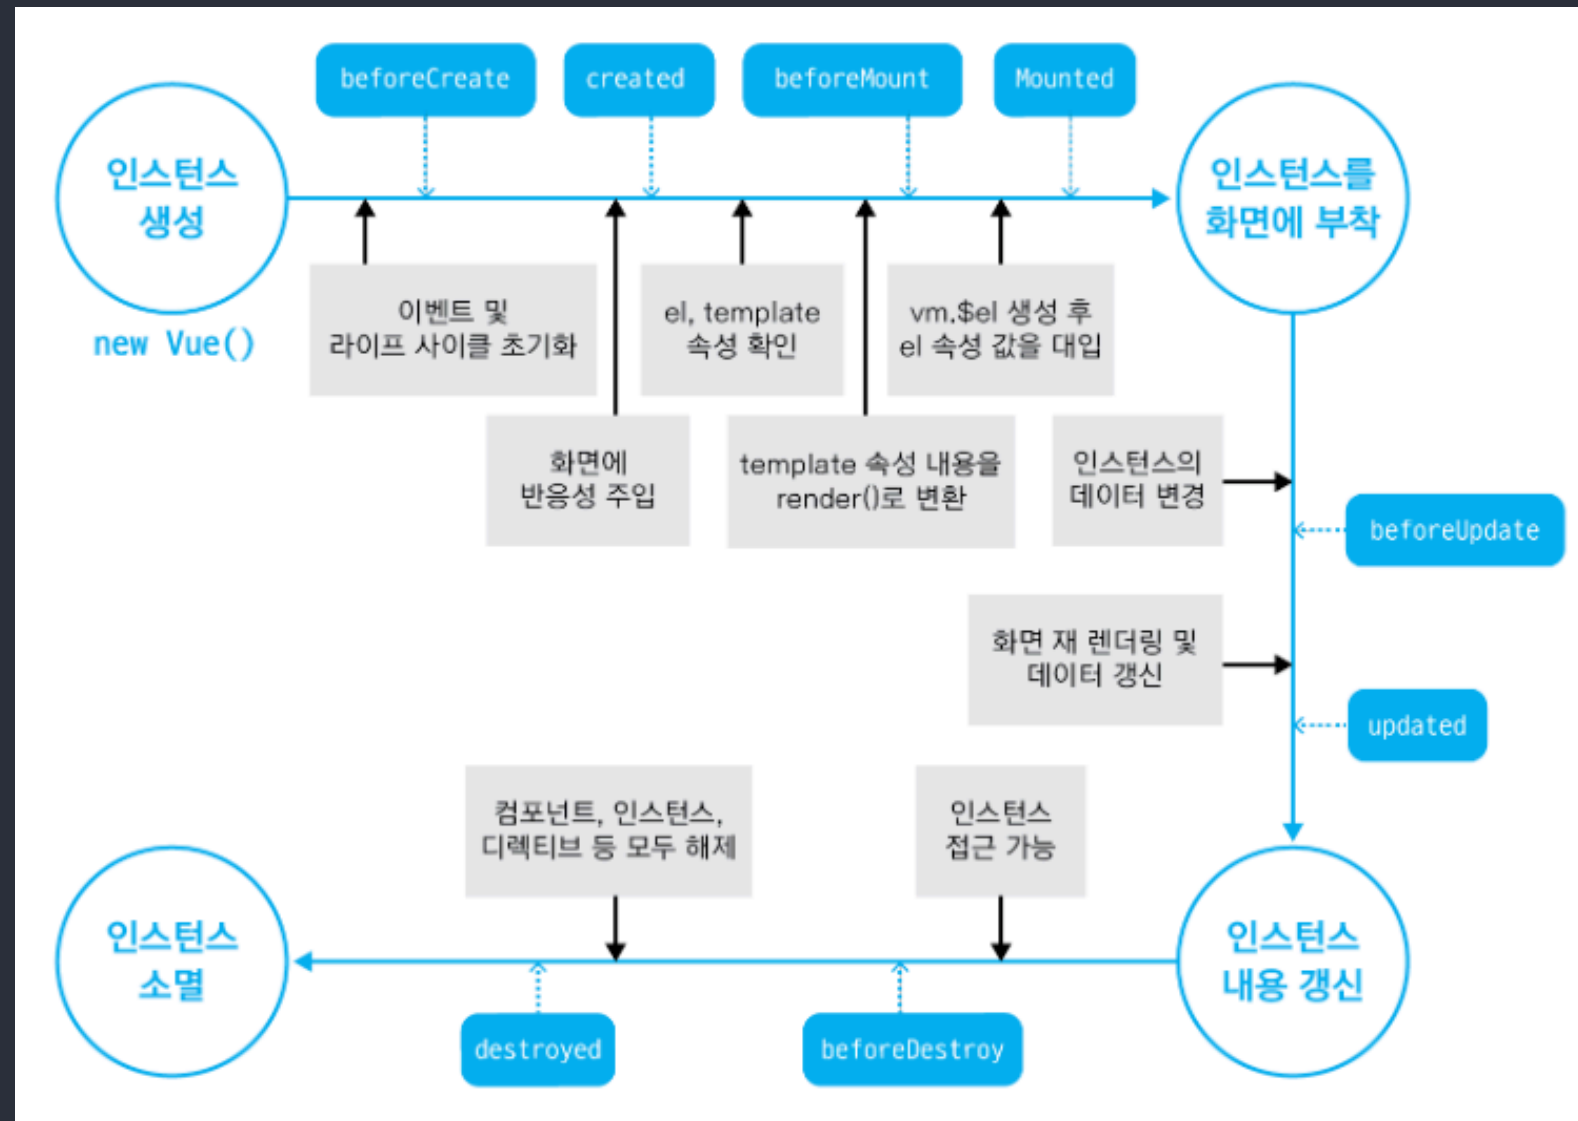 beforeCreate
created
beforeMount
Mounted
인스턴스
생성
new Vue()
인스턴스를
화면에 부착
이벤트 및
라이프 사이클 초기화
el, template
속성 확인
vm.$el 생성 후
el 속성 값을 대입
화면에
반응성 주입
template 속성 내용을
render()로 변환
인스턴스의
데이터 변경
beforeUpdate
화면 재 렌더링 및
데이터 갱신
updated
컴포넌트, 인스턴스,
디렉티브 등 모두 해제
인스턴스
접근 가능
인스턴스
소멸
인스턴스
내용 갱신
destroyed
beforeDestroy